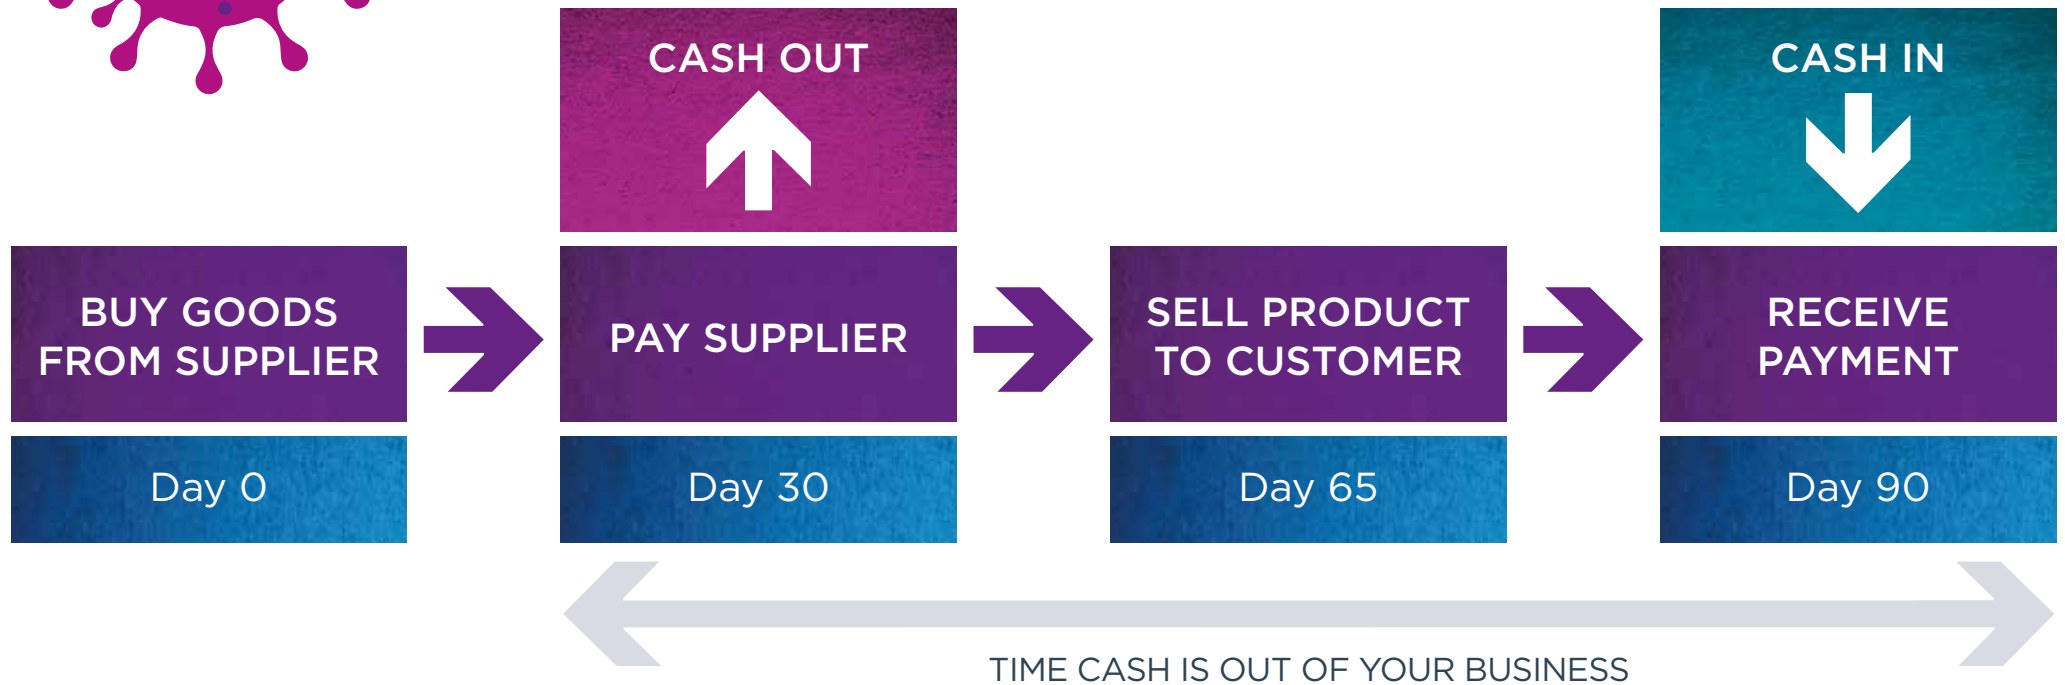 CASH OUT
CASH IN
BUY GOODS
FROM SUPPLIER
PAY SUPPLIER
SELL PRODUCT
TO CUSTOMER
RECEIVE
PAYMENT
Day 0
Day 30
Day 65
Day 90
TIME CASH IS OUT OF YOUR BUSINESS